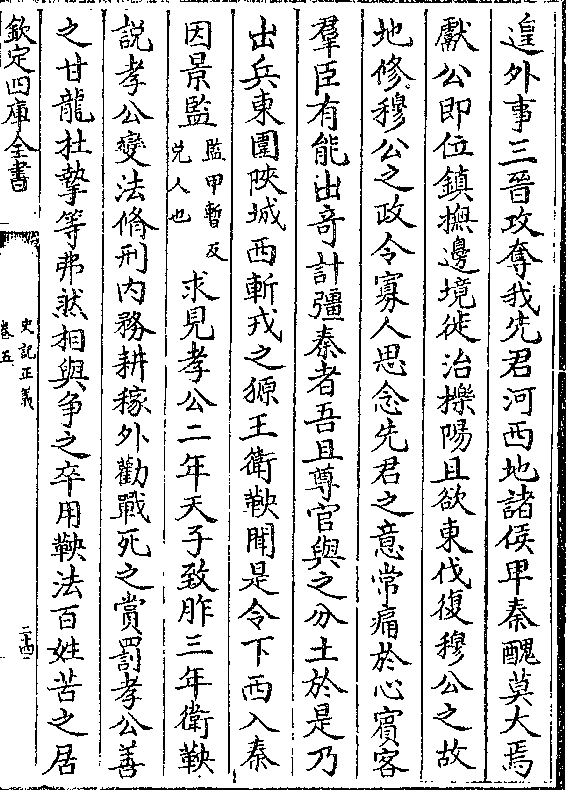 遑外事三晉攻奪我先君河西地諸侯卑秦醜莫大焉
獻公即位鎮撫邊境徙治櫟陽且欲東伐復穆公之故
地修穆公之政令寡人思念先君之意常痛於心賓客
羣臣有能出奇計彊秦者吾且尊官與之分土於是乃
出兵東圍陜城西斬戎之獂王衛鞅聞是令下西入秦
因景監監甲暫反兊人也求見孝公二年天子致胙三年衛鞅
説孝公變法脩刑内務耕稼外勸戰死之賞罰孝公善
之甘龍杜摯等弗然相與争之卒用鞅法百姓苦之居
欽定四庫全書
史記正義
卷五
二十四